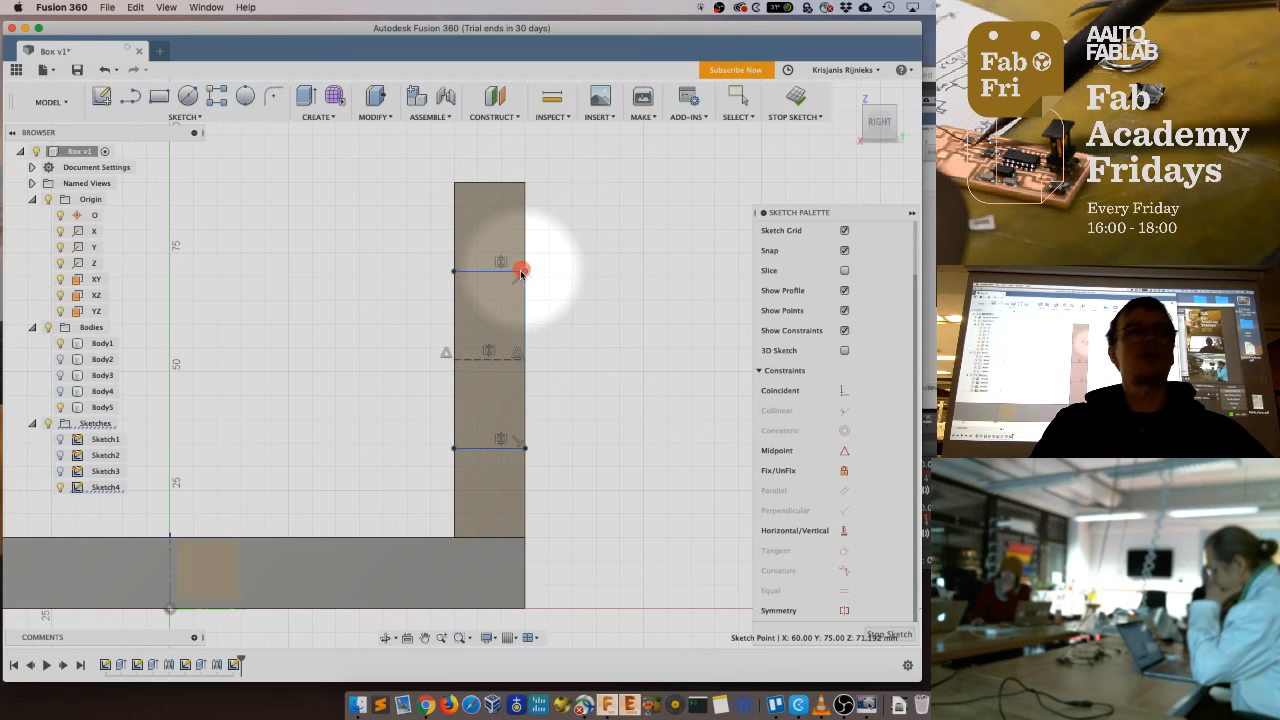 Fusion 360 File Edit View Window Help
31°
Autodesk Fusion 360 (Trial ends in 30 days)
Box v1*
Subscribe Now
Krisjanis Rijnieks
MODEL
SKETCH
CREATE
MODIFY
ASSEMBLE
CONSTRUCT
INSPECT
INSERT
MAKE
ADD-INS
SELECT
STOP SKETCH
BROWSER
Box v1
Document Settings
Named Views
Origin
O
X
Y
Z
XY
XZ
YZ
Bodies
Body1
Body2
Body3
Body4
Body5
Sketches
Sketch1
Sketch2
Sketch3
Sketch4
75
50
25
25
Z
RIGHT
X
Y
SKETCH PALETTE
Sketch Grid
Snap
Slice
Show Profile
Show Points
Show Constraints
3D Sketch
Constraints
Coincident
Collinear
Concentric
Midpoint
Fix/UnFix
Parallel
Perpendicular
Horizontal/Vertical
Tangent
Curvature
Equal
Symmetry
Stop Sketch
COMMENTS
Sketch Point | X: 60.00 Y: 75.00 Z: 71.192 mm
Fab
Fri
AALTO
FABLAB
Fab
Academy
Fridays
Every Friday
16:00 - 18:00